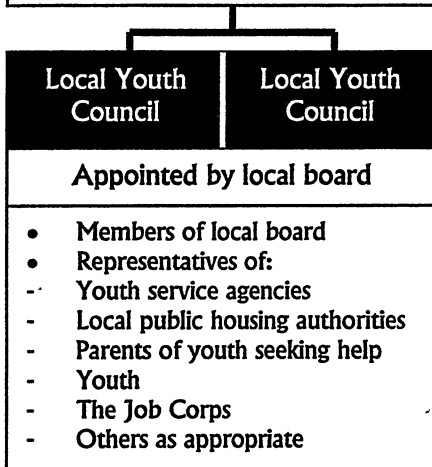 Local Youth Council
Local Youth Council
Appointed by local board
• Members of local board
• Representatives of:
- Youth service agencies
- Local public housing authorities
- Parents of youth seeking help
- Youth
- The Job Corps
- Others as appropriate